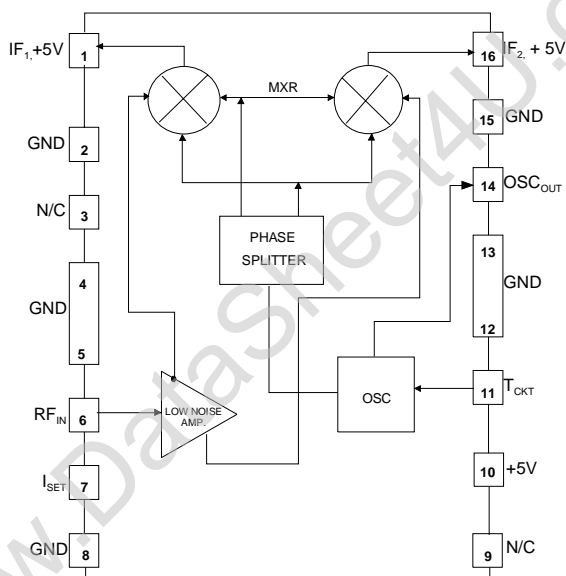 IF1,+5V
1
16
IF2, + 5V
MXR
GND
2
15
GND
N/C
3
14
OSCOUT
PHASE
SPLITTER
4
GND
5
13
GND
12
RFIN
6
LOW NOISE
AMP.
OSC
11
TCKT
ISET
7
10
+5V
GND
8
9
N/C
www.DataSheet4U.c